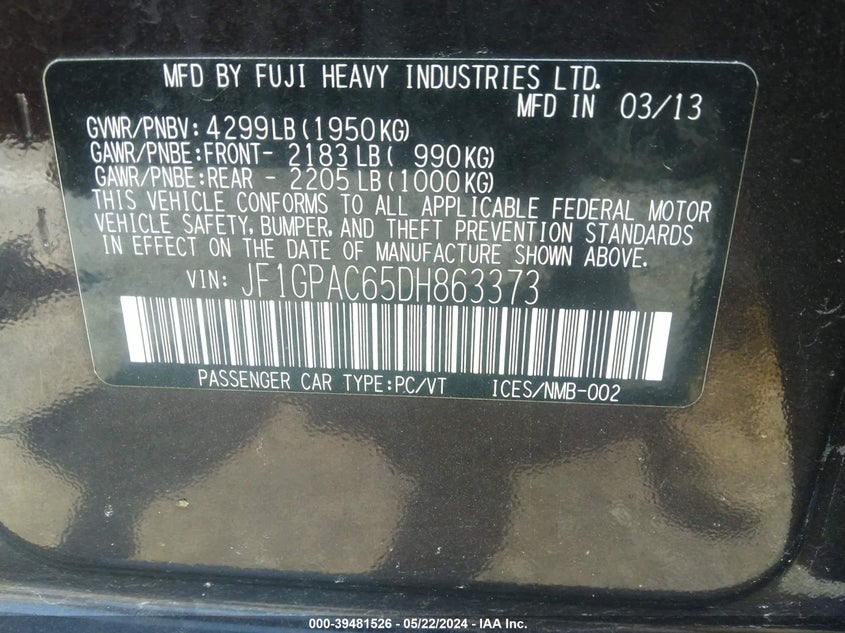 MFD BY FUJI HEAVY INDUSTRIES LTD.
MFD IN 03/13
GVWR/PNBV: 4299LB(1950KG)
GAWR/PNBE:FRONT- 2183LB( 990KG)
GAWR/PNBE:REAR - 2205LB(1000KG)
THIS VEHICLE CONFORMS TO ALL APPLICABLE FEDERAL MOTOR
VEHICLE SAFETY, BUMPER, AND THEFT PREVENTION STANDARDS
IN EFFECT ON THE DATE OF MANUFACTURE SHOWN ABOVE.
VIN: JF1GPAC65DH863373
PASSENGER CAR TYPE:PC/VT ICES/NMB-002
000-39481526 - 05/22/2024 - IAA Inc.